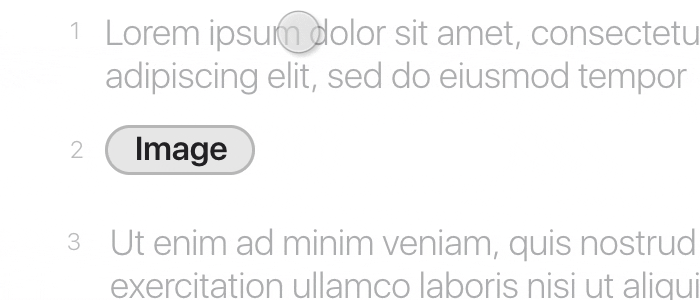 1 Lorem ipsum dolor sit amet, consectetu
adipiscing elit, sed do eiusmod tempor
2 Image
3 Ut enim ad minim veniam, quis nostrud
exercitation ullamco laboris nisi ut aliqui